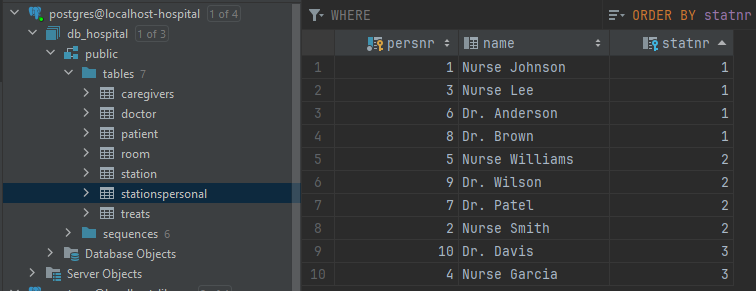 postgres@localhost-hospital 1 of 4
db_hospital 1 of 3
public
tables 7
caregivers
doctor
patient
room
station
stationspersonal
treats
sequences 6
Database Objects
Server Objects
WHERE ORDER BY statnr
persnr name statnr
1 1 Nurse Johnson 1
2 3 Nurse Lee 1
3 6 Dr. Anderson 1
4 8 Dr. Brown 1
5 5 Nurse Williams 2
6 9 Dr. Wilson 2
7 7 Dr. Patel 2
8 2 Nurse Smith 2
9 10 Dr. Davis 3
10 4 Nurse Garcia 3